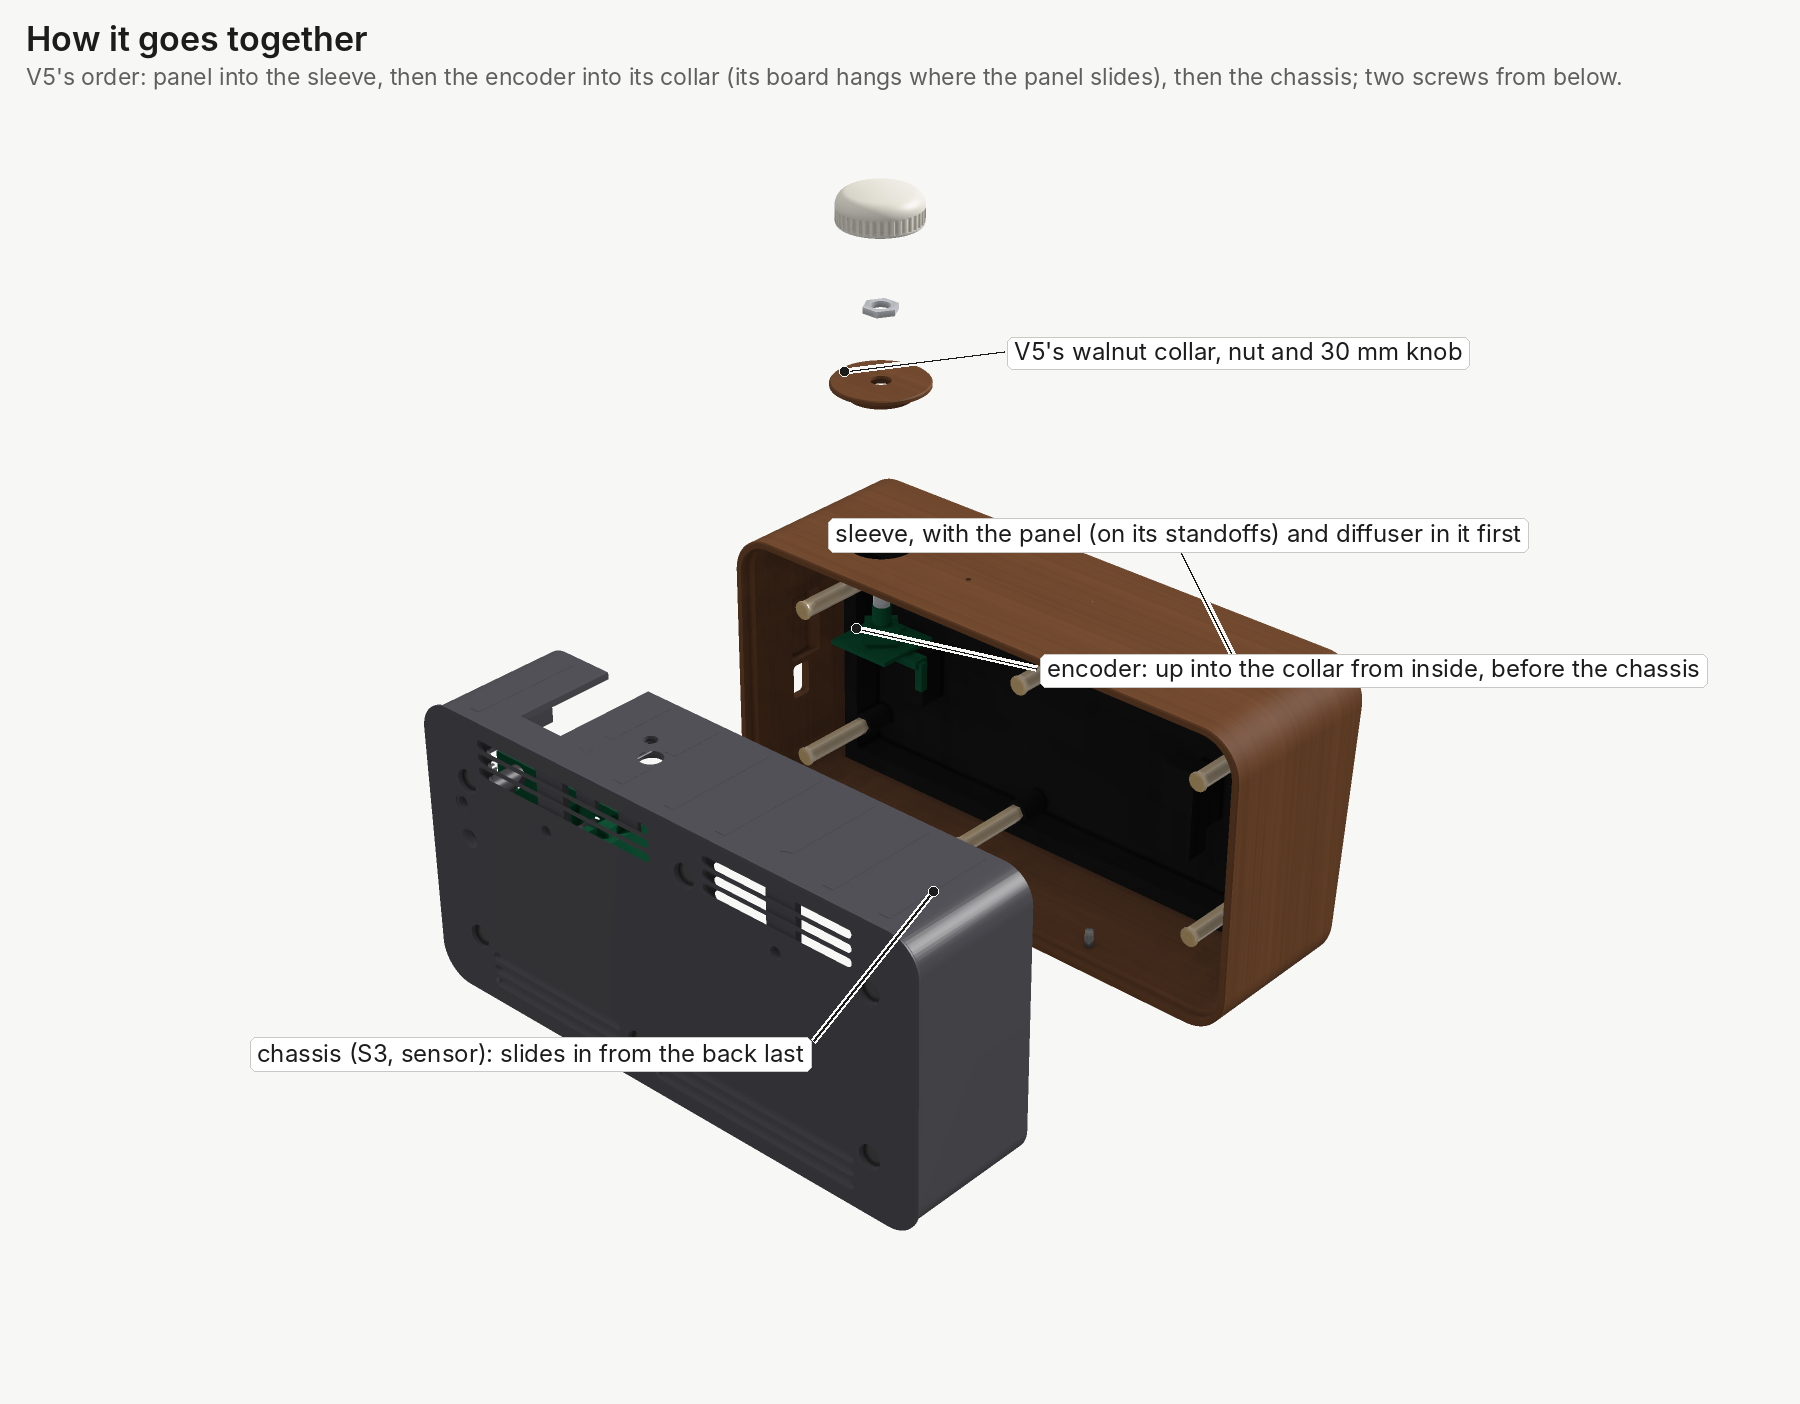 How it goes together
V5's order: panel into the sleeve, then the encoder into its collar (its board hangs where the panel slides), then the chassis; two screws from below.
V5's walnut collar, nut and 30 mm knob
sleeve, with the panel (on its standoffs) and diffuser in it first
encoder: up into the collar from inside, before the chassis
chassis (S3, sensor): slides in from the back last